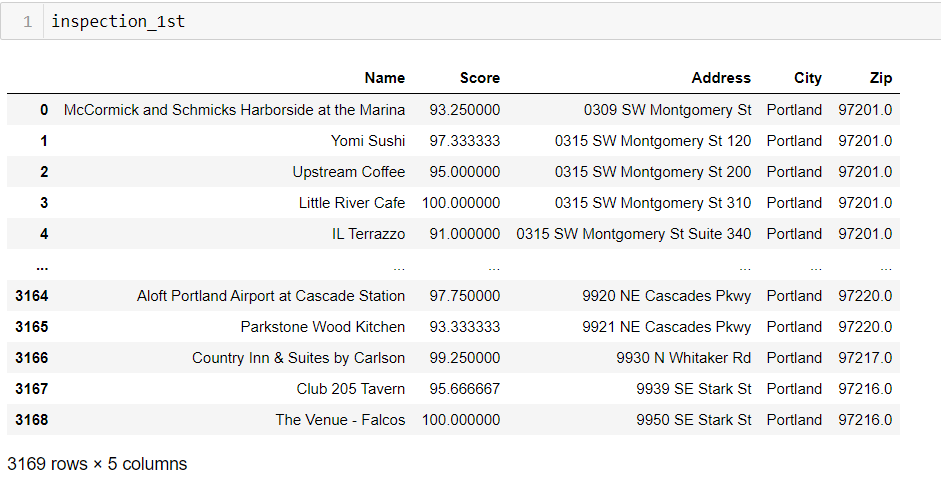 1 inspection_1st
Name Score Address City Zip
0 McCormick and Schmicks Harborside at the Marina 93.250000 0309 SW Montgomery St Portland 97201.0
1 Yomi Sushi 97.333333 0315 SW Montgomery St 120 Portland 97201.0
2 Upstream Coffee 95.000000 0315 SW Montgomery St 200 Portland 97201.0
3 Little River Cafe 100.000000 0315 SW Montgomery St 310 Portland 97201.0
4 IL Terrazzo 91.000000 0315 SW Montgomery St Suite 340 Portland 97201.0
... ... ... ... ... ...
3164 Aloft Portland Airport at Cascade Station 97.750000 9920 NE Cascades Pkwy Portland 97220.0
3165 Parkstone Wood Kitchen 93.333333 9921 NE Cascades Pkwy Portland 97220.0
3166 Country Inn & Suites by Carlson 99.250000 9930 N Whitaker Rd Portland 97217.0
3167 Club 205 Tavern 95.666667 9939 SE Stark St Portland 97216.0
3168 The Venue - Falcos 100.000000 9950 SE Stark St Portland 97216.0
3169 rows × 5 columns